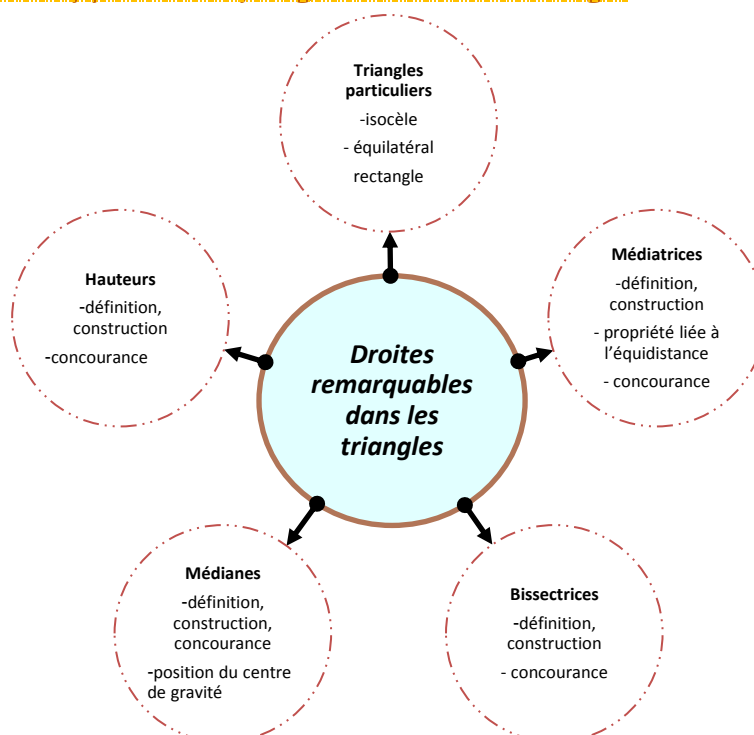 Triangles
particuliers
-isocèle
- équilatéral
rectangle
Médiatrices
-définition,
construction
- propriété liée à
l'équidistance
- concourance
Hauteurs
-définition,
construction
-concourance
Droites
remarquables
dans les
triangles
Médianes
-définition,
construction,
concourance
-position du centre
de gravité
Bissectrices
-définition,
construction
- concourance